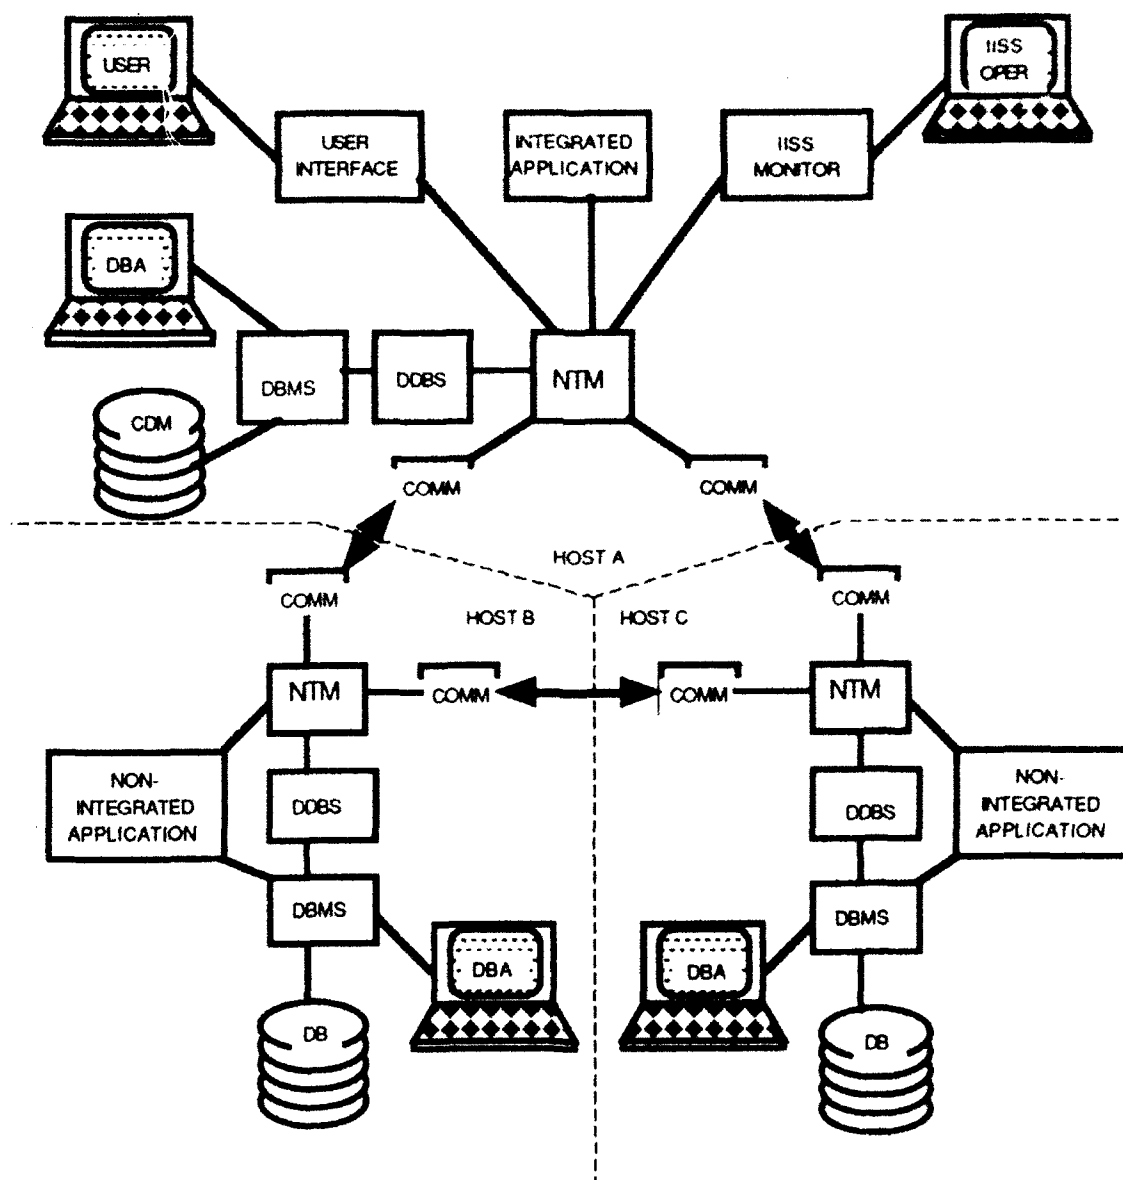 USER
IISS
OPER
USER
INTERFACE
INTEGRATED
APPLICATION
IISS
MONITOR
DBA
DBMS
DDBS
NTM
CDM
COMM
COMM
HOST A
COMM
COMM
HOST B
HOST C
NTM
COMM
COMM
NTM
NON-
INTEGRATED
APPLICATION
DDBS
DDBS
NON-
INTEGRATED
APPLICATION
DBMS
DBMS
DBA
DBA
DB
DB